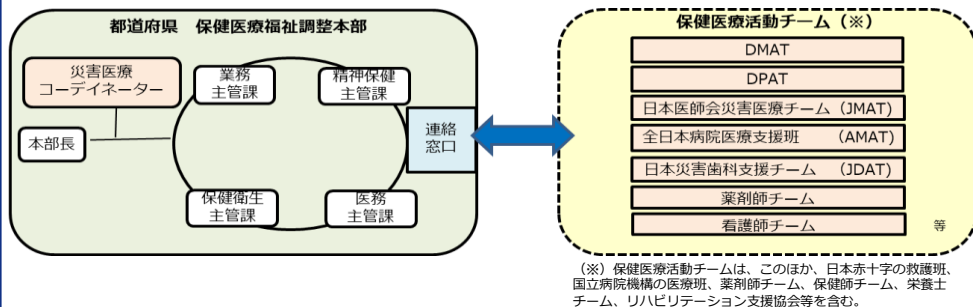 都道府県　保健医療福祉調整本部
災害医療
コーデイネーター
本部長
業務
主管課
精神保健
主管課
保健衛生
主管課
医務
主管課
連絡
窓口
保健医療活動チーム（※）
DMAT
DPAT
日本医師会災害医療チーム（JMAT）
全日本病院医療支援班　　（AMAT）
日本災害歯科支援チーム　（JDAT）
薬剤師チーム
看護師チーム
等
（※）保健医療活動チームは、このほか、日本赤十字の救護班、
国立病院機構の医療班、薬剤師チーム、保健師チーム、栄養士
チーム、リハビリテーション支援協会等を含む。